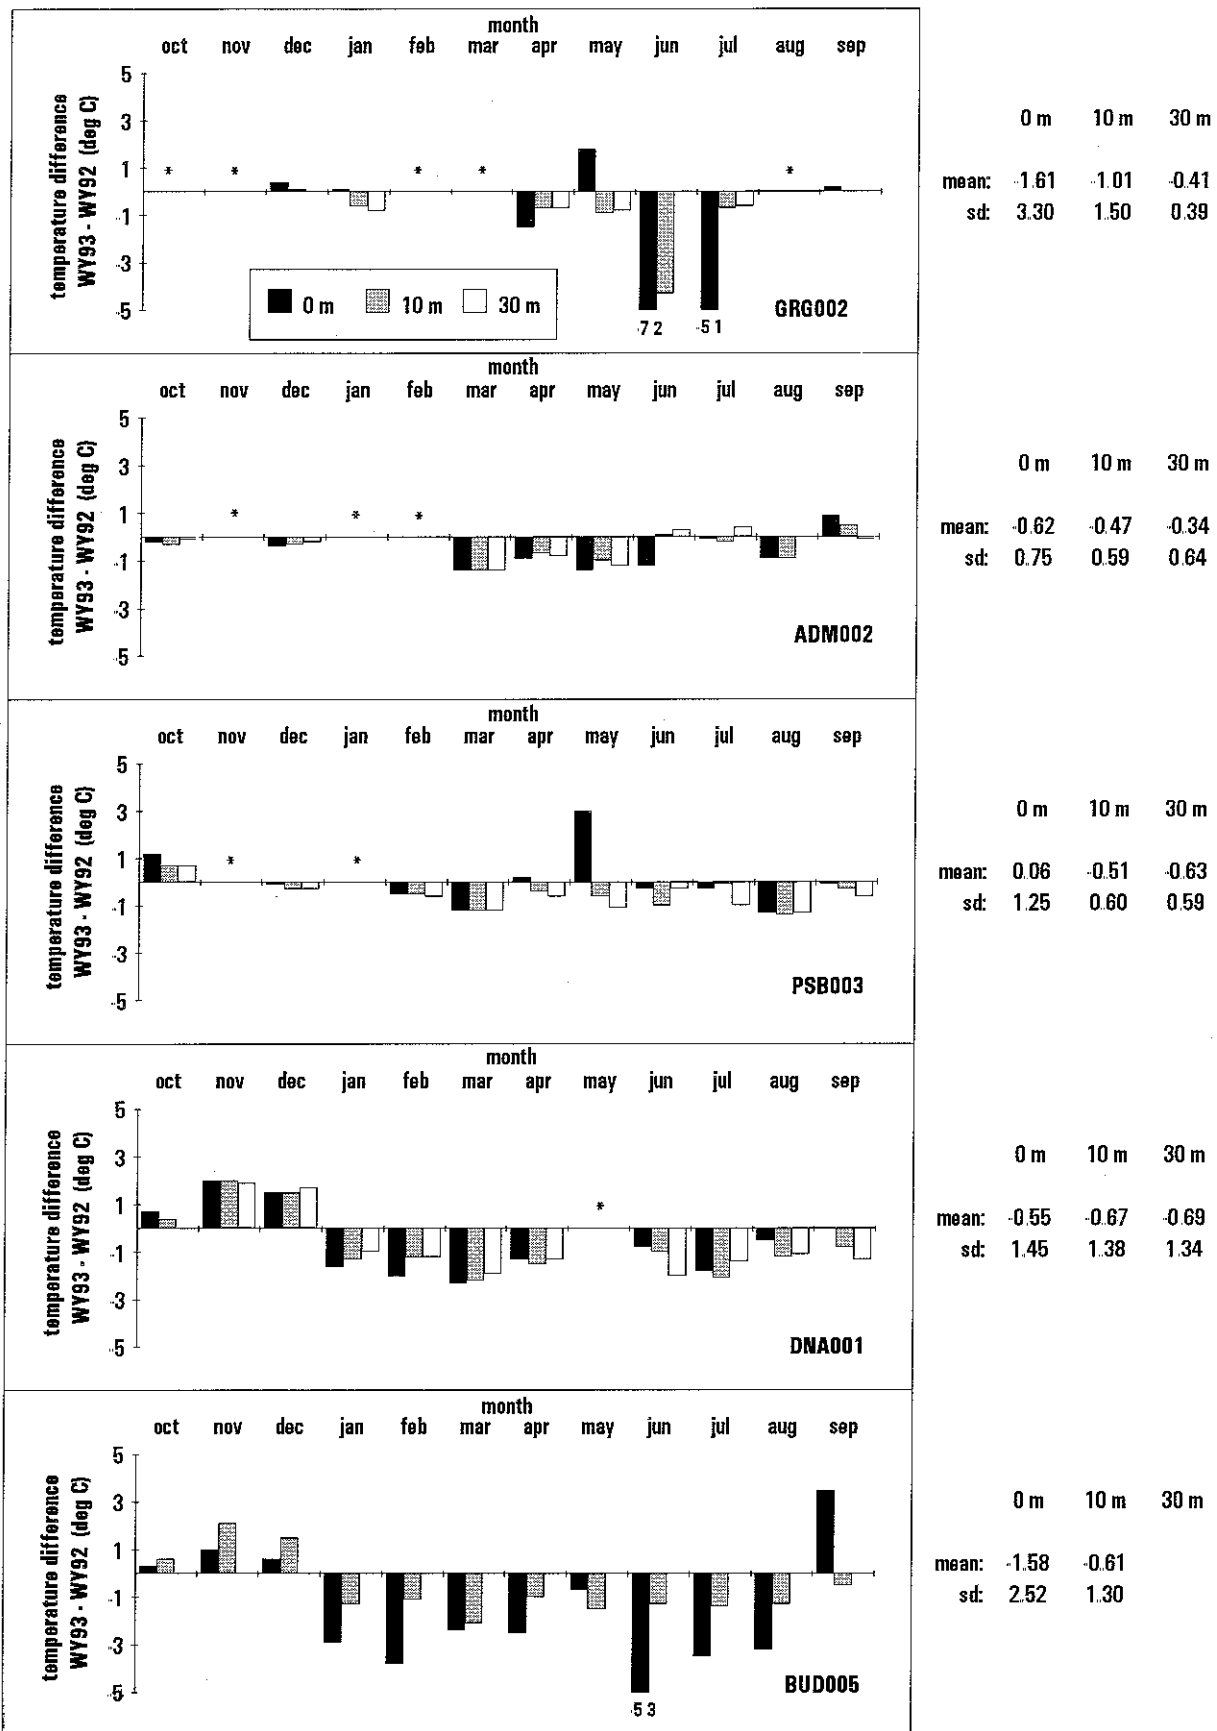 month
oct nov dec jan feb mar apr may jun jul aug sep
temperature difference
WY93 - WY92 (deg C)
5
3
1
-1
-3
-5
* * * * *
0 m 10 m 30 m
-7.2 -5.1
GRG002
0 m 10 m 30 m
mean: -1.61 -1.01 -0.41
sd: 3.30 1.50 0.39
month
oct nov dec jan feb mar apr may jun jul aug sep
temperature difference
WY93 - WY92 (deg C)
5
3
1
-1
-3
-5
* * *
ADM002
0 m 10 m 30 m
mean: -0.62 -0.47 -0.34
sd: 0.75 0.59 0.64
month
oct nov dec jan feb mar apr may jun jul aug sep
temperature difference
WY93 - WY92 (deg C)
5
3
1
-1
-3
-5
* *
PSB003
0 m 10 m 30 m
mean: 0.06 -0.51 -0.63
sd: 1.25 0.60 0.59
month
oct nov dec jan feb mar apr may jun jul aug sep
temperature difference
WY93 - WY92 (deg C)
5
3
1
-1
-3
-5
*
DNA001
0 m 10 m 30 m
mean: -0.55 -0.67 -0.69
sd: 1.45 1.38 1.34
month
oct nov dec jan feb mar apr may jun jul aug sep
temperature difference
WY93 - WY92 (deg C)
5
3
1
-1
-3
-5
-5.3
BUD005
0 m 10 m 30 m
mean: -1.58 -0.61
sd: 2.52 1.30